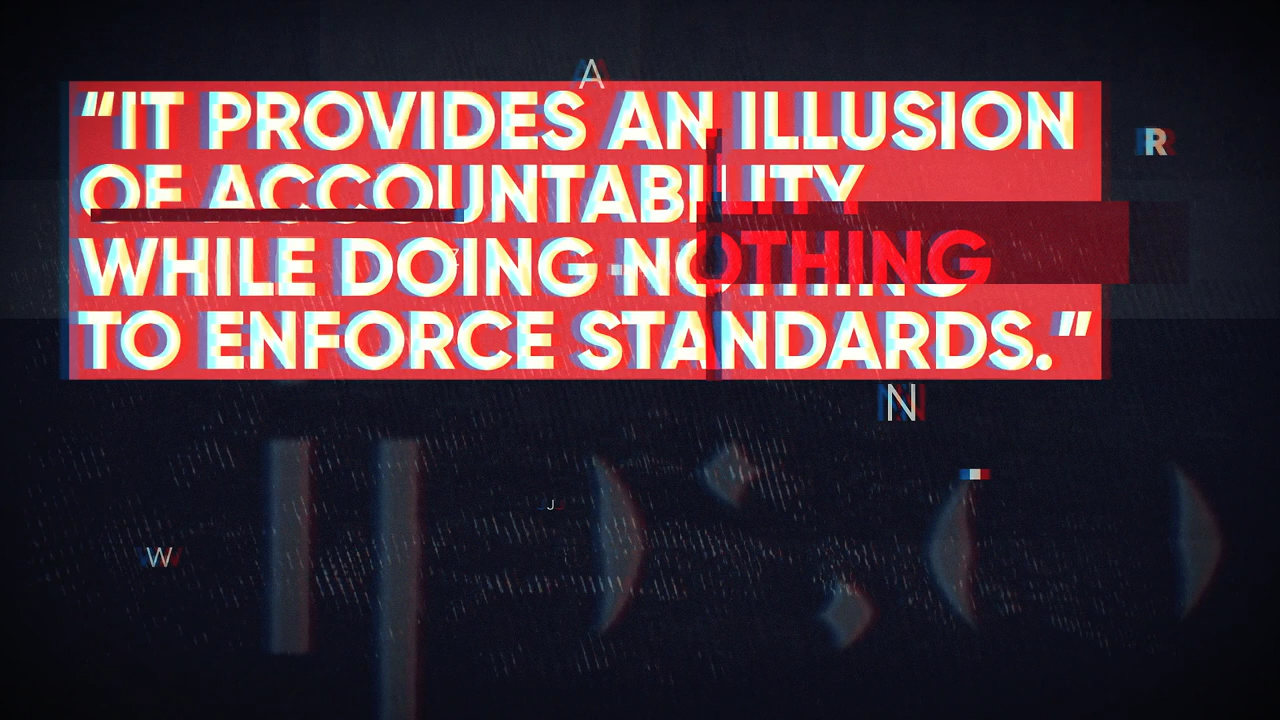 A
“IT PROVIDES AN ILLUSION
R
OF ACCOUNTABILITY
WHILE DOING NOTHING
Z
TO ENFORCE STANDARDS.”
N
J
W